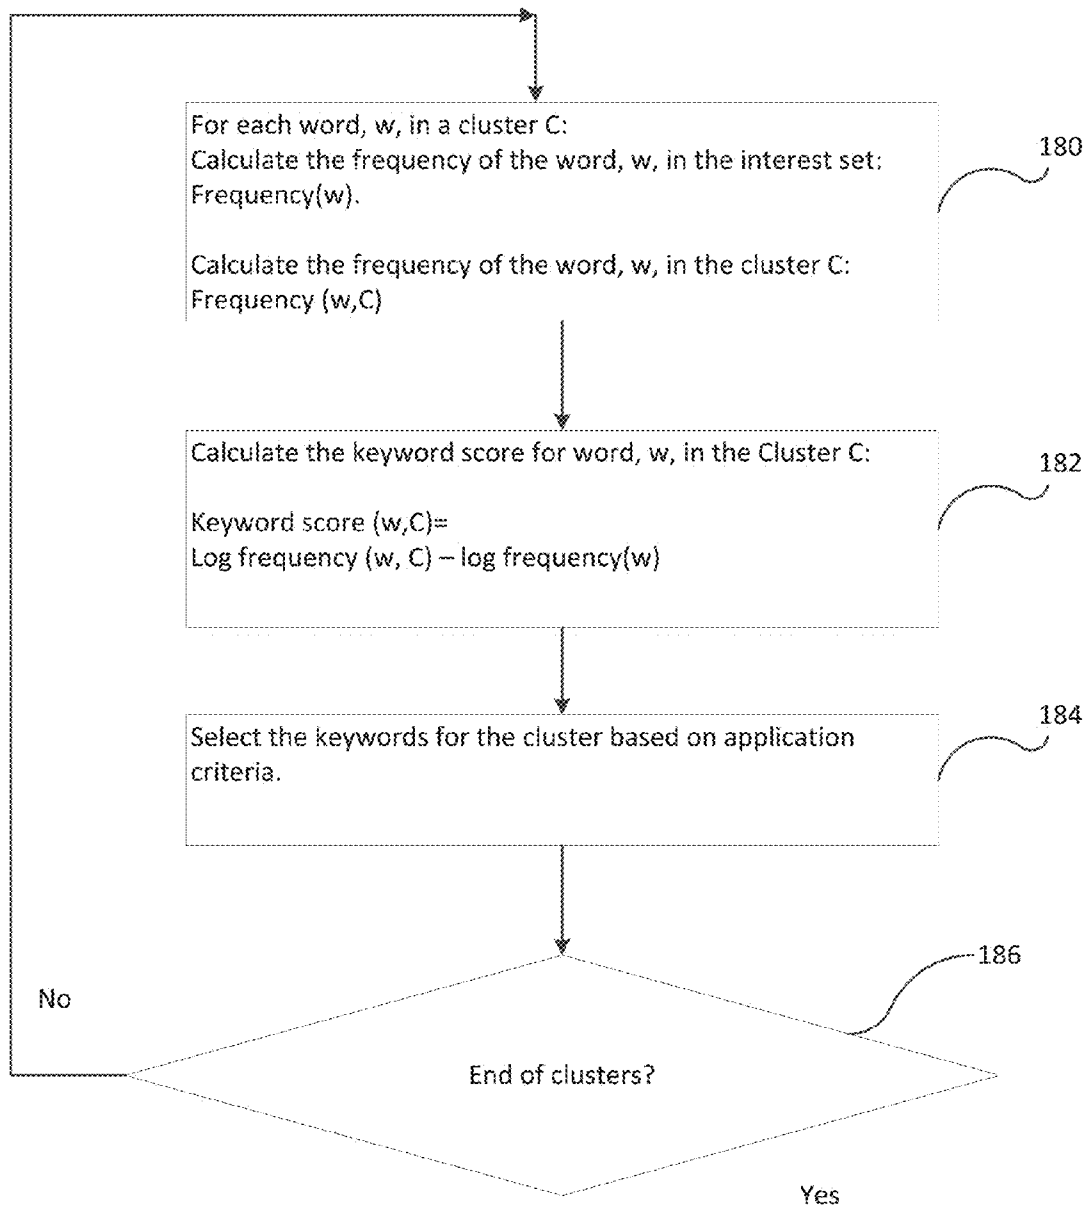 For each word, w, in a cluster C:
Calculate the frequency of the word, w, in the interest set:
Frequency(w).
180
Calculate the frequency of the word, w, in the cluster C:
Frequency (w,C)
Calculate the keyword score for word, w, in the Cluster C:
182
Keyword score (w,C)=
Log frequency (w, C) – log frequency(w)
184
Select the keywords for the cluster based on application
criteria.
186
No
End of clusters?
Yes